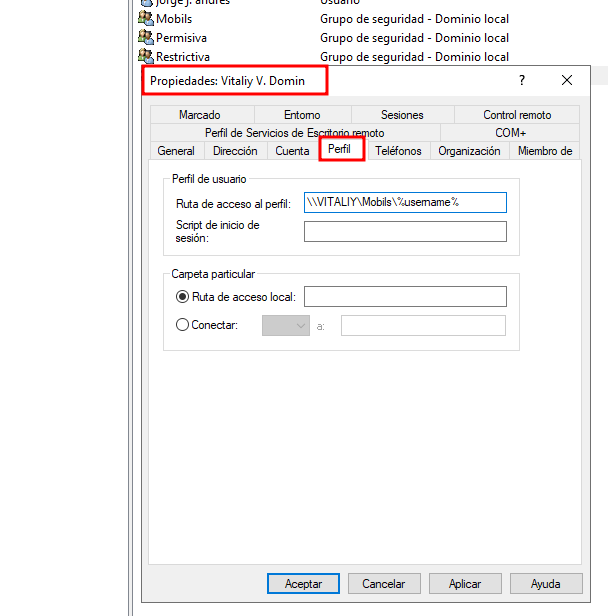 jorge j. andres Usuario
Mobils Grupo de seguridad - Dominio local
Permisiva Grupo de seguridad - Dominio local
Restrictiva Grupo de seguridad - Dominio local
Propiedades: Vitaliy V. Domin ?
Marcado Entorno Sesiones Control remoto
Perfil de Servicios de Escritorio remoto COM+
General Dirección Cuenta Perfil Teléfonos Organización Miembro de
Perfil de usuario
Ruta de acceso al perfil: \\VITALIY\Mobils\%username%
Script de inicio de
sesión:
Carpeta particular
Ruta de acceso local:
Conectar: a:
Aceptar Cancelar Aplicar Ayuda